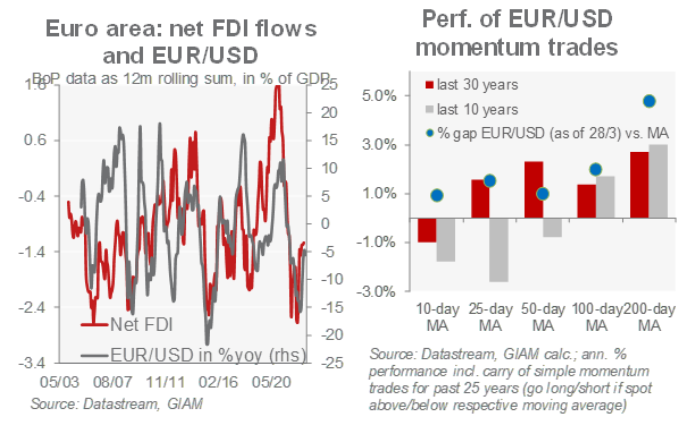 Euro area: net FDI flows
and EUR/USD
BoP data as 12m rolling sum, in % of GDP
1.6
0.6
-0.4
-1.4
-2.4
-3.4
25
20
15
10
5
0
-5
-10
-15
-20
-25
Net FDI
EUR/USD in %yoy (rhs)
05/03 08/07 11/11 02/16 05/20
Source: Datastream, GIAM
Perf. of EUR/USD
momentum trades
last 30 years
last 10 years
% gap EUR/USD (as of 28/3) vs. MA
5.0%
3.0%
1.0%
-1.0%
-3.0%
10-day 25-day 50-day 100-day 200-day
MA MA MA MA MA
Source: Datastream, GIAM calc.; ann. %
performance incl. carry of simple momentum
trades for past 25 years (go long/short if spot
above/below respective moving average)